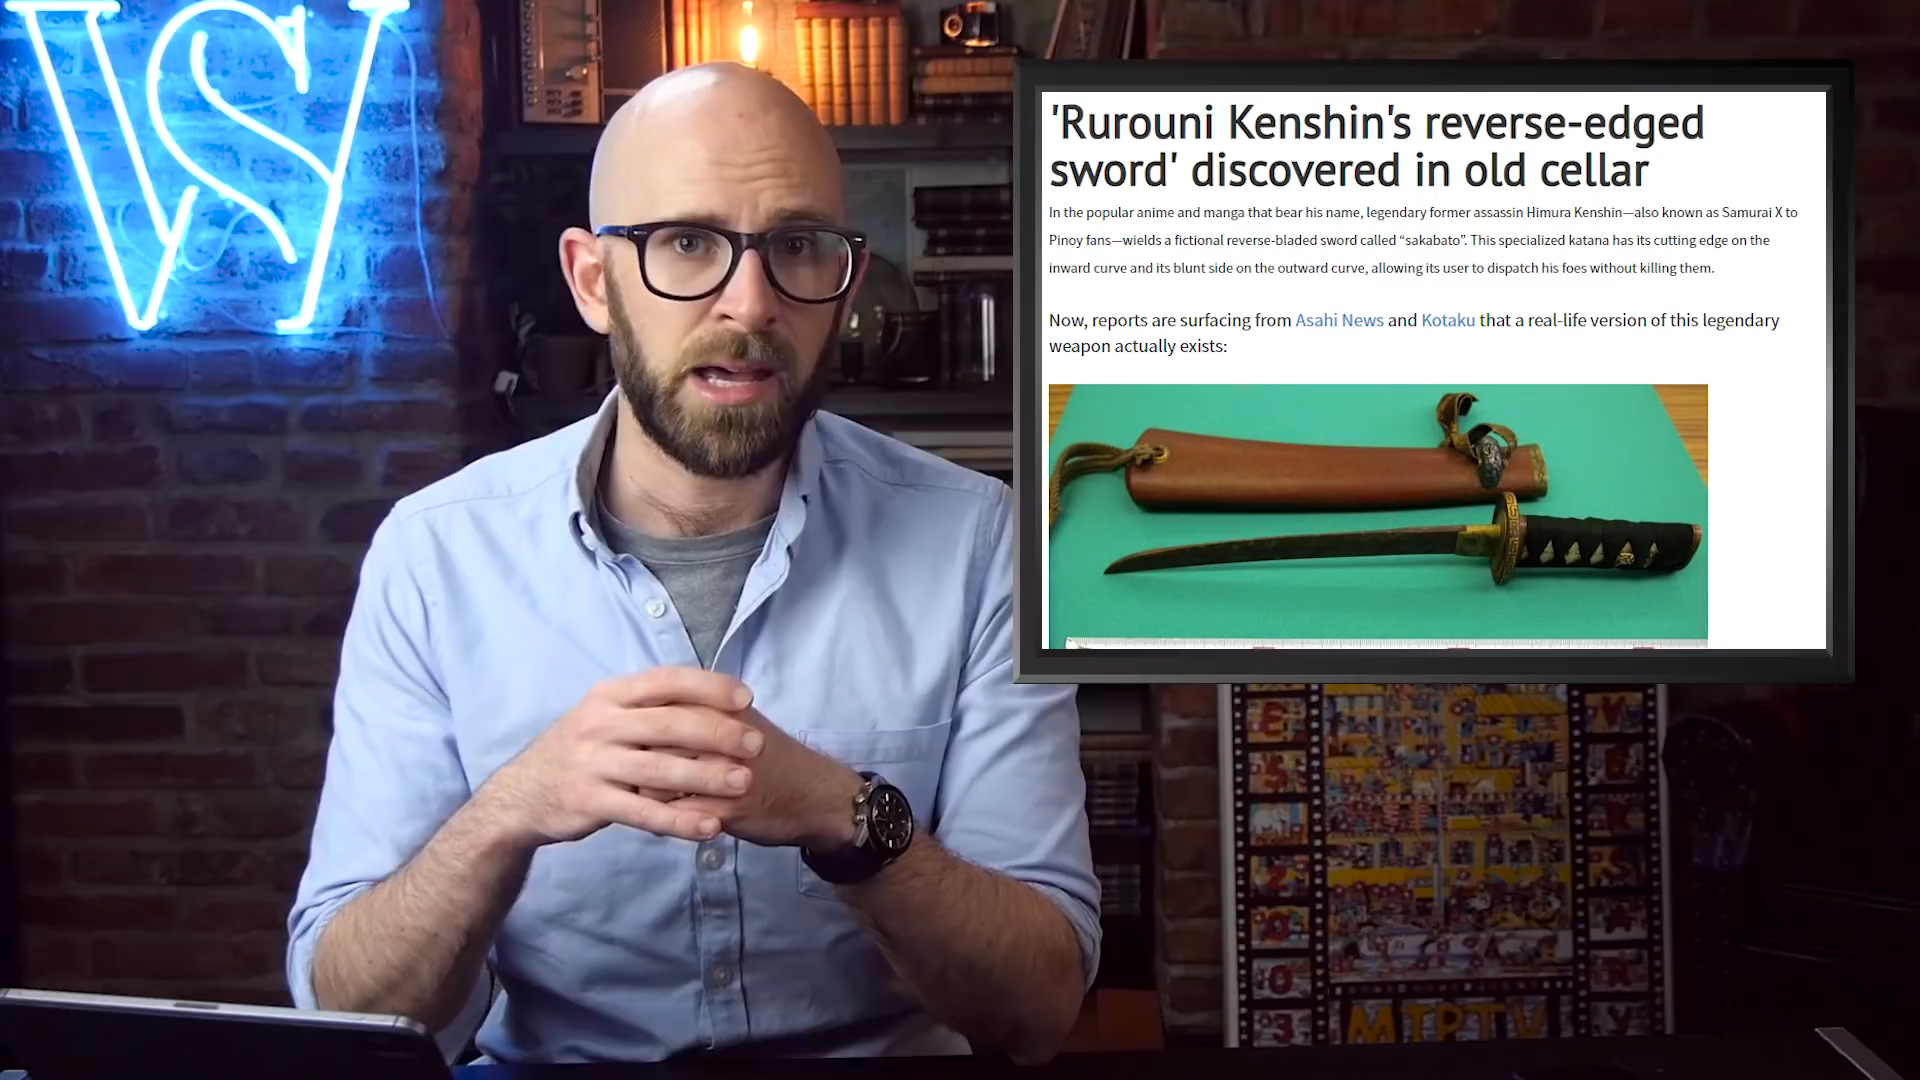 VS
'Rurouni Kenshin's reverse-edged
sword' discovered in old cellar
In the popular anime and manga that bear his name, legendary former assassin Himura Kenshin—also known as Samurai X to
Pinoy fans—wields a fictional reverse-bladed sword called “sakabato”. This specialized katana has its cutting edge on the
inward curve and its blunt side on the outward curve, allowing its user to dispatch his foes without killing them.
Now, reports are surfacing from Asahi News and Kotaku that a real-life version of this legendary
weapon actually exists: